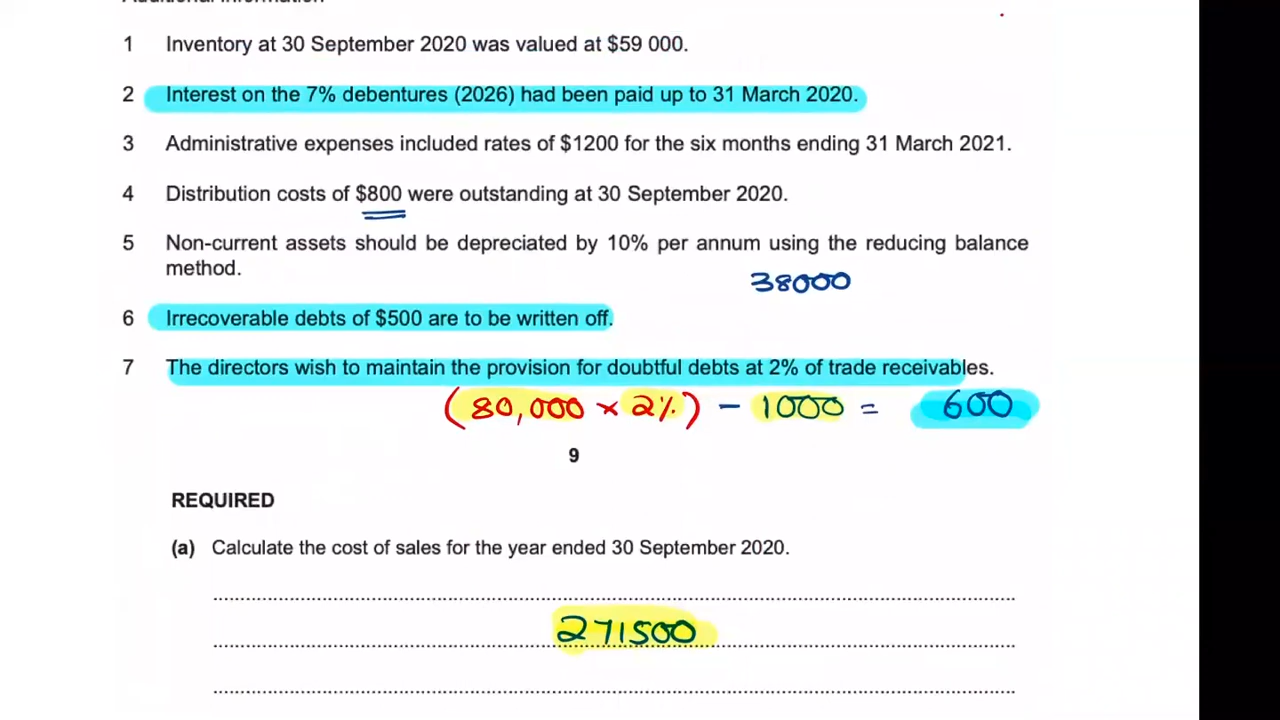 Additional information
1 Inventory at 30 September 2020 was valued at $59 000.
2 Interest on the 7% debentures (2026) had been paid up to 31 March 2020.
3 Administrative expenses included rates of $1200 for the six months ending 31 March 2021.
4 Distribution costs of $800 were outstanding at 30 September 2020.
5 Non-current assets should be depreciated by 10% per annum using the reducing balance
method.
38000
6 Irrecoverable debts of $500 are to be written off.
7 The directors wish to maintain the provision for doubtful debts at 2% of trade receivables.
(80,000 × 2%) - 1000 = 600
9
REQUIRED
(a) Calculate the cost of sales for the year ended 30 September 2020.
271500